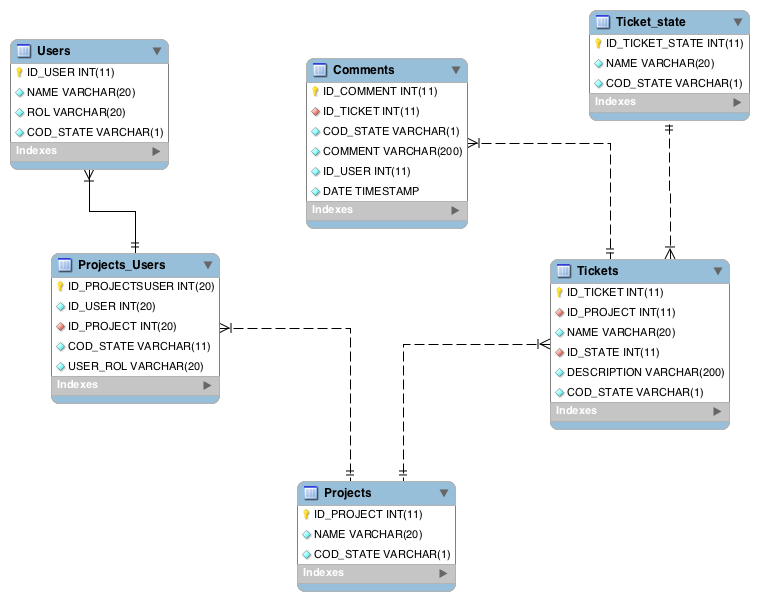 Users
ID_USER INT(11)
NAME VARCHAR(20)
ROL VARCHAR(20)
COD_STATE VARCHAR(1)
Indexes
Comments
ID_COMMENT INT(11)
ID_TICKET INT(11)
COD_STATE VARCHAR(1)
COMMENT VARCHAR(200)
ID_USER INT(11)
DATE TIMESTAMP
Indexes
Ticket_state
ID_TICKET_STATE INT(11)
NAME VARCHAR(20)
COD_STATE VARCHAR(1)
Indexes
Projects_Users
ID_PROJECTSUSER INT(20)
ID_USER INT(20)
ID_PROJECT INT(20)
COD_STATE VARCHAR(11)
USER_ROL VARCHAR(20)
Indexes
Tickets
ID_TICKET INT(11)
ID_PROJECT INT(11)
NAME VARCHAR(20)
ID_STATE INT(11)
DESCRIPTION VARCHAR(200)
COD_STATE VARCHAR(1)
Indexes
Projects
ID_PROJECT INT(11)
NAME VARCHAR(20)
COD_STATE VARCHAR(1)
Indexes